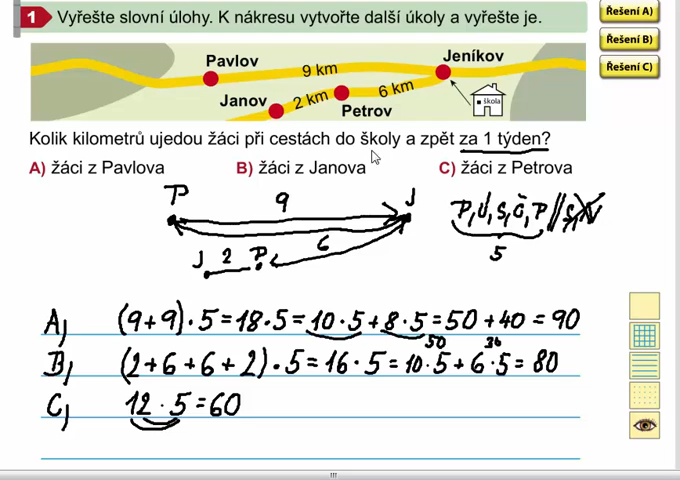 1 Vyřešte slovní úlohy. K nákresu vytvořte další úkoly a vyřešte je.
Řešení A)
Řešení B)
Řešení C)
Pavlov
9 km
Jeníkov
Janov
2 km
Petrov
6 km
škola
Kolik kilometrů ujedou žáci při cestách do školy a zpět za 1 týden?
A) žáci z Pavlova B) žáci z Janova C) žáci z Petrova
P 9 J
J 2 P 6
P, Ú, S, Č, P // S, N
5
A, (9+9) · 5 = 18 · 5 = 10 · 5 + 8 · 5 = 50 + 40 = 90
50 30
B, (2+6+6+2) · 5 = 16 · 5 = 10 · 5 + 6 · 5 = 80
C, 12 · 5 = 60